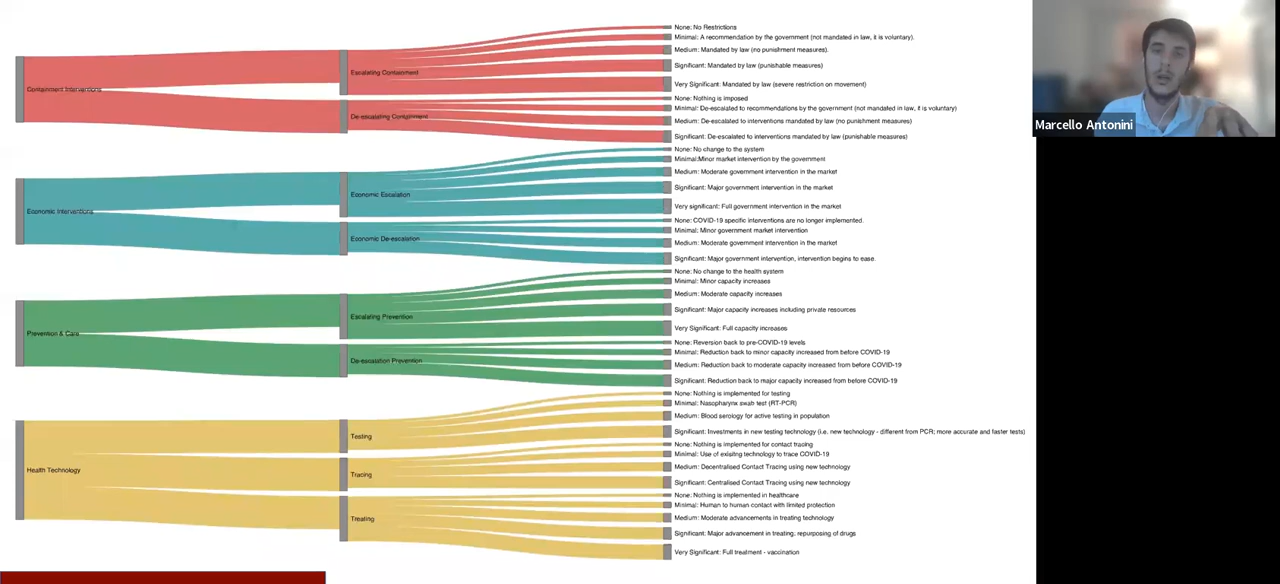 None: No Restrictions
Minimal: A recommendation by the government (not mandated in law, it is voluntary).
Medium: Mandated by law (no punishment measures).
Escalating Containment
Significant: Mandated by law (punishable measures)
Very Significant: Mandated by law (severe restriction on movement)
Containment Interventions
None: Nothing is imposed
Minimal: De-escalated to recommendations by the government (not mandated in law, it is voluntary)
De-escalating Containment
Medium: De-escalated to interventions mandated by law (no punishment measures)
Significant: De-escalated to interventions mandated by law (punishable measures)
None: No change to the system
Minimal:Minor market intervention by the government
Medium: Moderate government intervention in the market
Economic Escalation
Significant: Major government intervention in the market
Very significant: Full government intervention in the market
Economic Interventions
None: COVID-19 specific interventions are no longer implemented.
Minimal: Minor government market intervention
Economic De-escalation
Medium: Moderate government intervention in the market
Significant: Major government intervention, intervention begins to ease.
None: No change to the health system
Minimal: Minor capacity increases
Medium: Moderate capacity increases
Significant: Major capacity increases including private resources
Escalating Prevention
Very Significant: Full capacity increases
Prevention & Care
None: Reversion back to pre-COVID-19 levels
Minimal: Reduction back to minor capacity increased from before COVID-19
De-escalation Prevention
Medium: Reduction back to moderate capacity increased from before COVID-19
Significant: Reduction back to major capacity increased from before COVID-19
None: Nothing is implemented for testing
Minimal: Nasopharynx swab test (RT-PCR)
Medium: Blood serology for active testing in population
Testing
Significant: Investments in new testing technology (i.e. new technology - different from PCR; more accurate and faster tests)
None: Nothing is implemented for contact tracing
Minimal: Use of exisitng technology to trace COVID-19
Health Technology
Medium: Decentralised Contact Tracing using new technology
Tracing
Significant: Centralised Contact Tracing using new technology
None: Nothing is implemented in healthcare
Minimal: Human to human contact with limited protection
Treating
Medium: Moderate advancements in treating technology
Significant: Major advancement in treating; repurposing of drugs
Very Significant: Full treatment - vaccination
Marcello Antonini